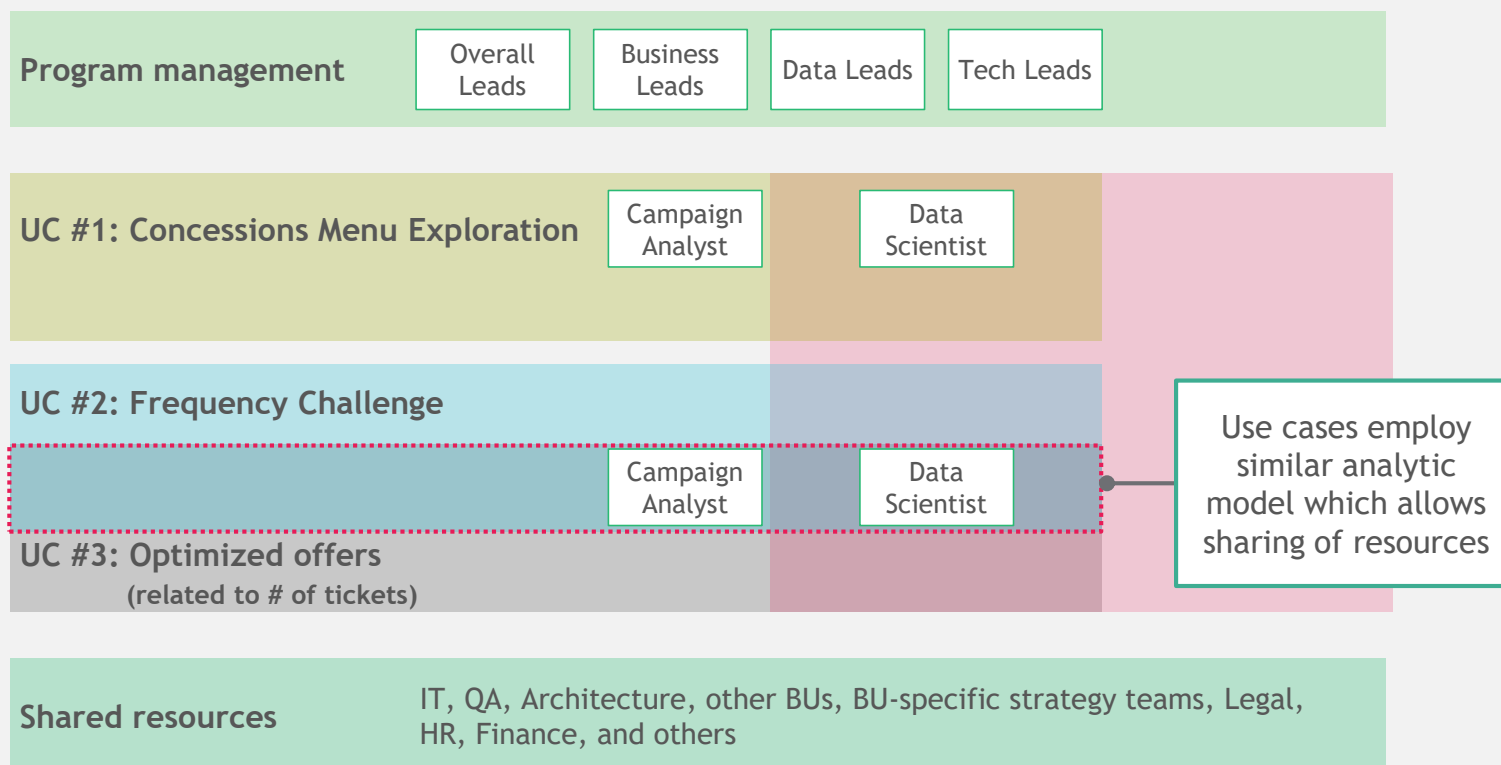 Program management
Overall
Leads
Business
Leads
Data Leads
Tech Leads
UC #1: Concessions Menu Exploration
Campaign
Analyst
Data
Scientist
UC #2: Frequency Challenge
Campaign
Analyst
Data
Scientist
Use cases employ
similar analytic
model which allows
sharing of resources
UC #3: Optimized offers
(related to # of tickets)
Shared resources
IT, QA, Architecture, other BUs, BU-specific strategy teams, Legal,
HR, Finance, and others